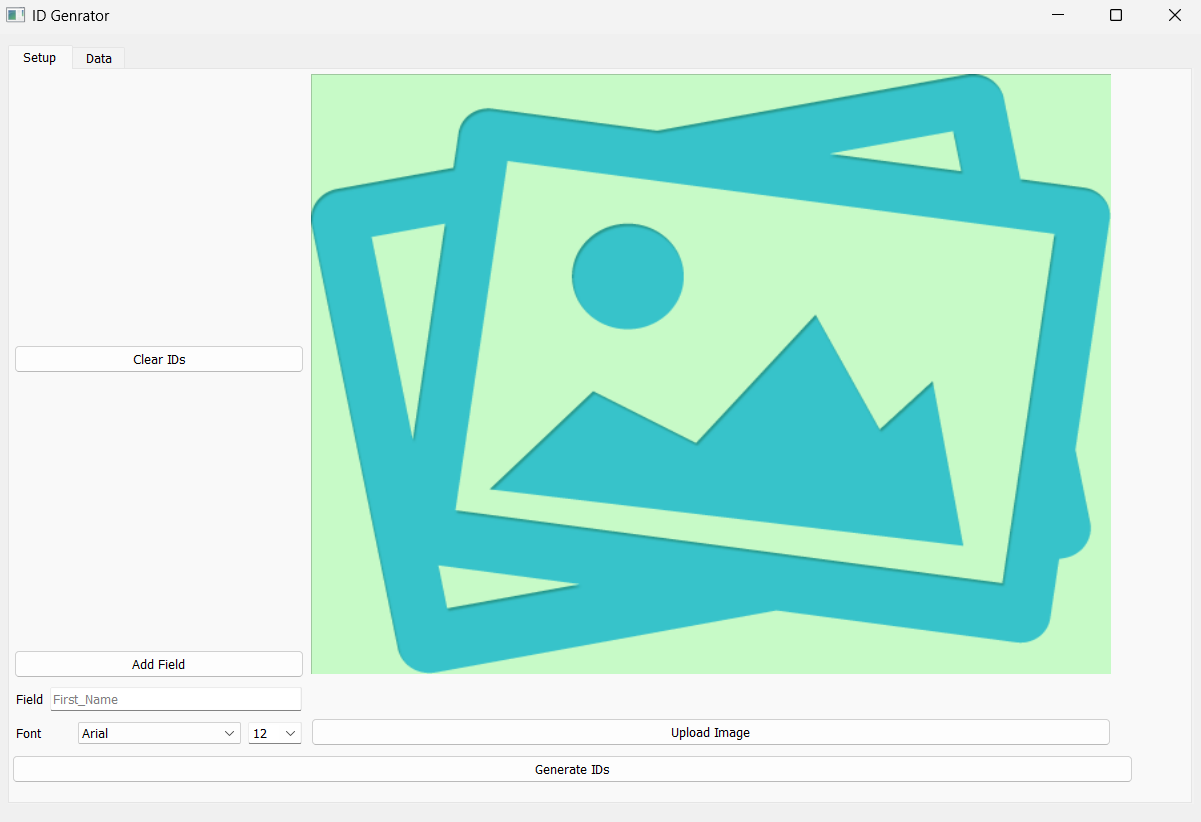 ID Genrator
Setup
Data
Clear IDs
Add Field
Field First_Name
Font Arial 12
Upload Image
Generate IDs